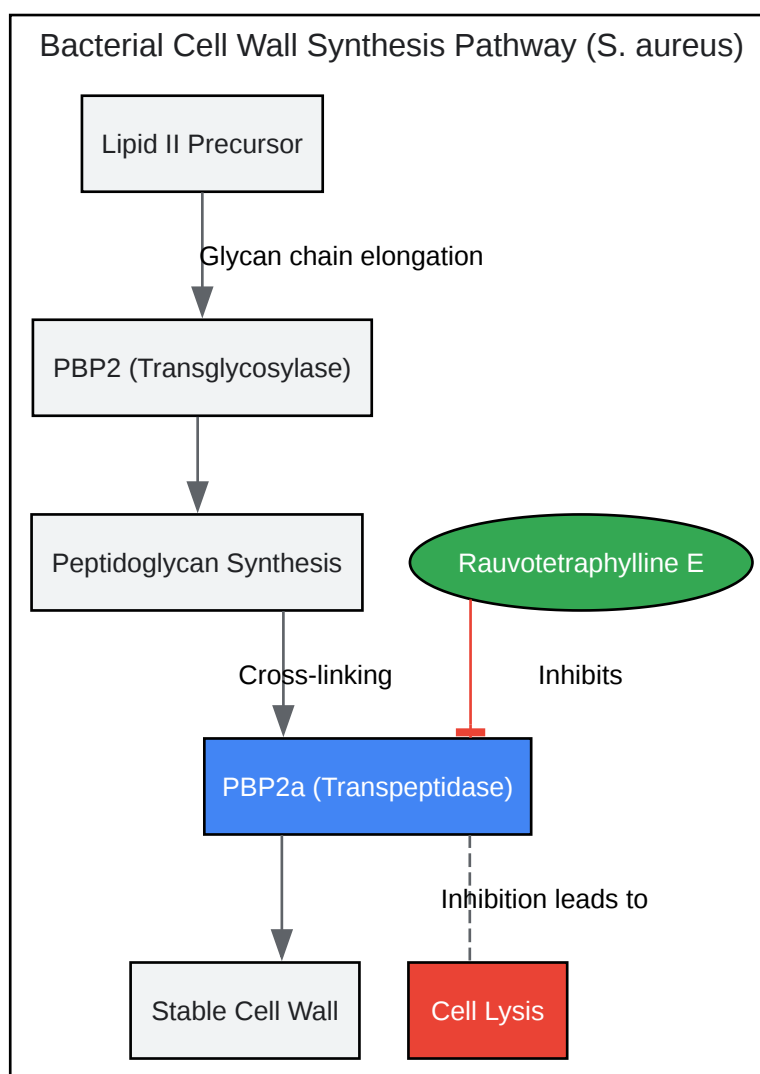 Bacterial Cell Wall Synthesis Pathway (S. aureus)
Lipid II Precursor
Glycan chain elongation
PBP2 (Transglycosylase)
Peptidoglycan Synthesis
Rauvotetraphylline E
Cross-linking
Inhibits
PBP2a (Transpeptidase)
Inhibition leads to
Stable Cell Wall
Cell Lysis